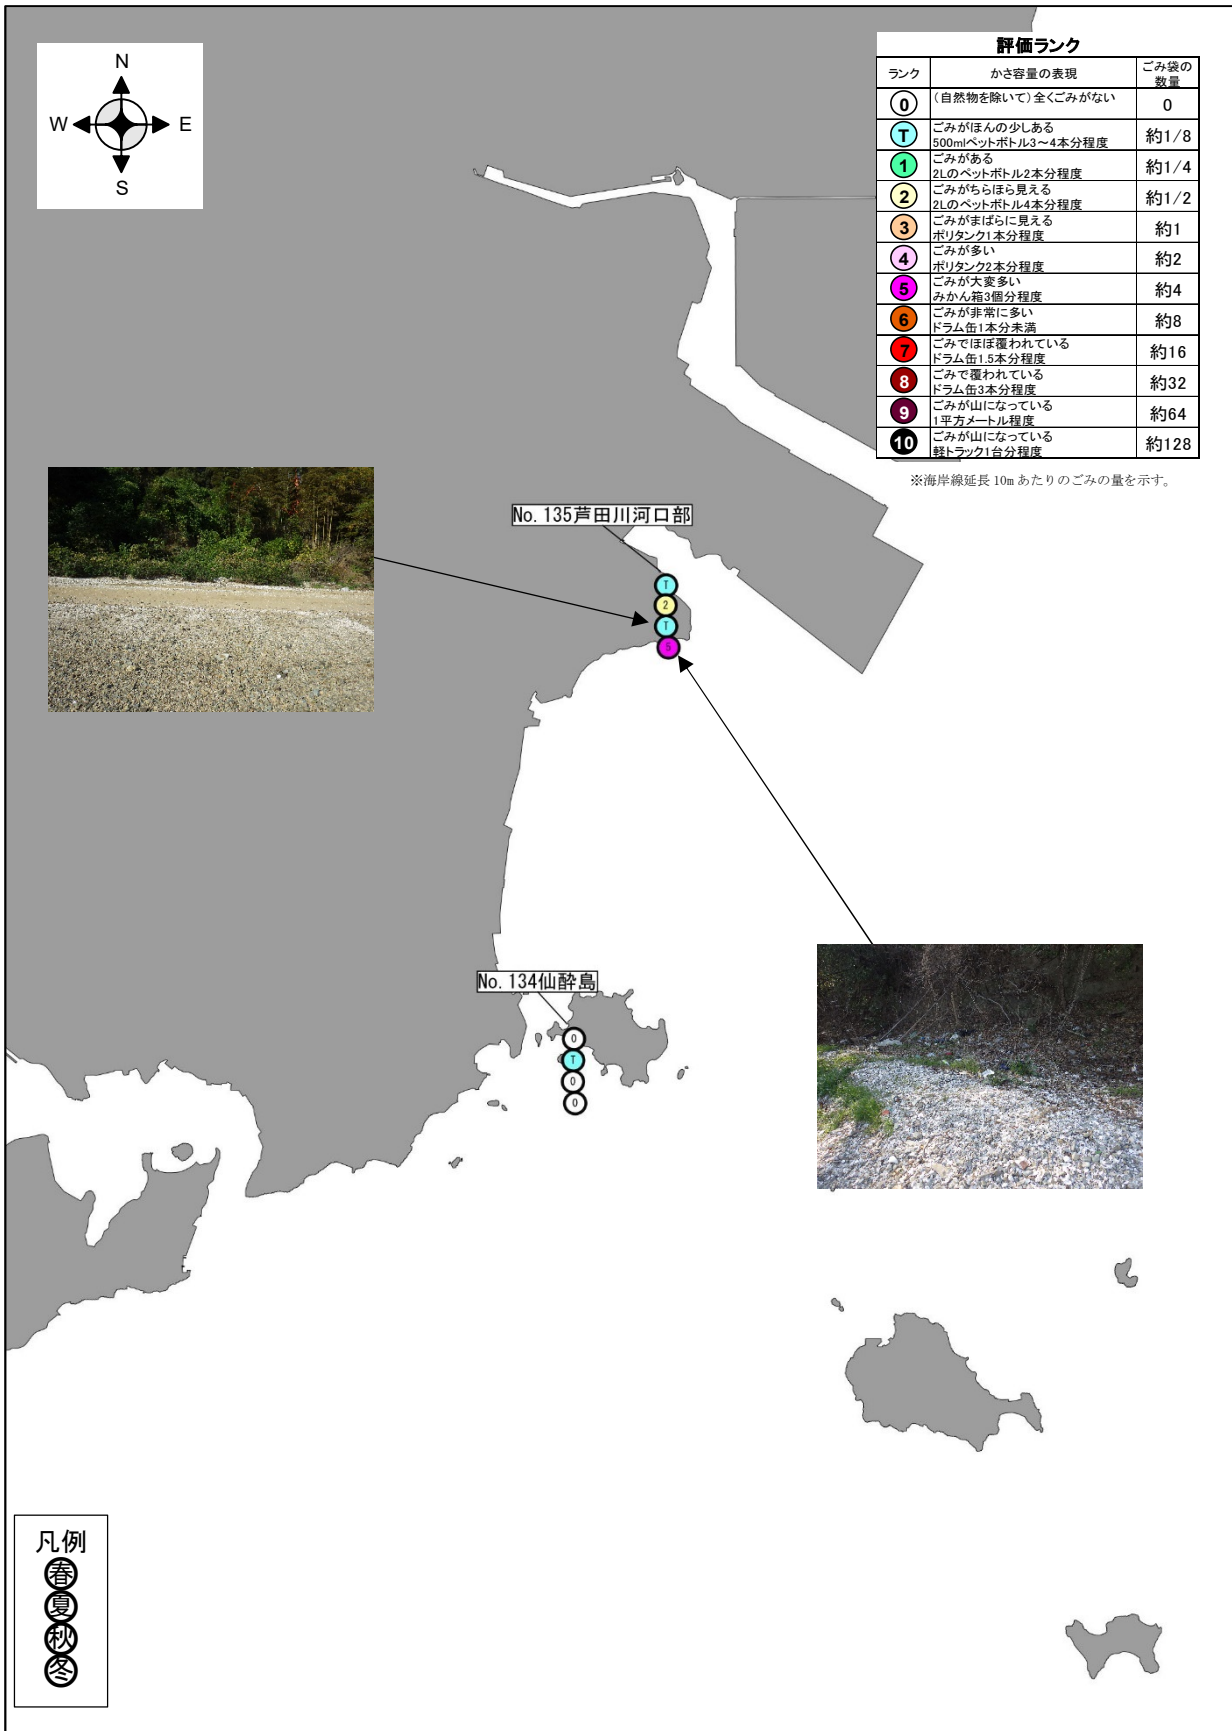 N
W E
S
評価ランク
ランク かさ容量の表現 ごみ袋の数量
0 (自然物を除いて)全くごみがない 0
T ごみがほんの少しある 約1/8
500mlペットボトル3～4本分程度
1 ごみがある 約1/4
2Lのペットボトル2本分程度
2 ごみがちらほら見える 約1/2
2Lのペットボトル4本分程度
3 ごみがまばらに見える 約1
ポリタンク1本分程度
4 ごみが多い 約2
ポリタンク2本分程度
5 ごみが大変多い 約4
みかん箱3個分程度
6 ごみが非常に多い 約8
ドラム缶1本分未満
7 ごみでほぼ覆われている 約16
ドラム缶1.5本分程度
8 ごみで覆われている 約32
ドラム缶3本分程度
9 ごみが山になっている 約64
1平方メートル程度
10 ごみが山になっている 約128
軽トラック1台分程度
※海岸線延長 10m あたりのごみの量を示す。
No. 135芦田川河口部
T
2
T
5
No. 134仙酔島
0
T
0
0
凡例
春
夏
秋
冬